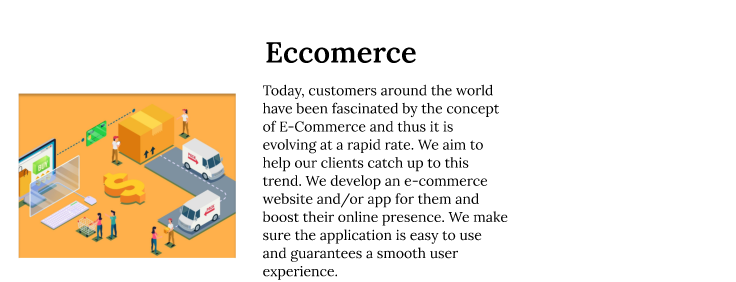 Eccomerce
Today, customers around the world
have been fascinated by the concept
of E-Commerce and thus it is
evolving at a rapid rate. We aim to
help our clients catch up to this
trend. We develop an e-commerce
website and/or app for them and
boost their online presence. We make
sure the application is easy to use
and guarantees a smooth user
experience.